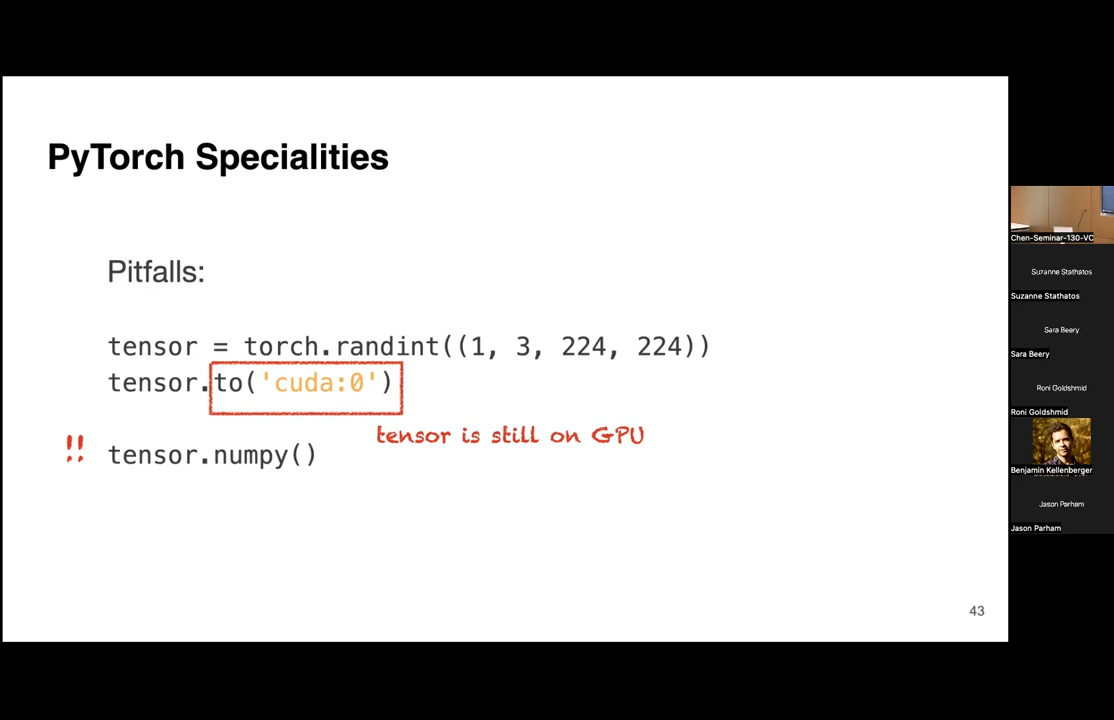 PyTorch Specialities
Pitfalls:
tensor = torch.randint((1, 3, 224, 224))
tensor.to('cuda:0')
tensor is still on GPU
!! tensor.numpy()
43
Chen-Seminar-130-VC
Suzanne Stathatos
Suzanne Stathatos
Sara Beery
Sara Beery
Roni Goldshmid
Roni Goldshmid
Benjamin Kellenberger
Jason Parham
Jason Parham